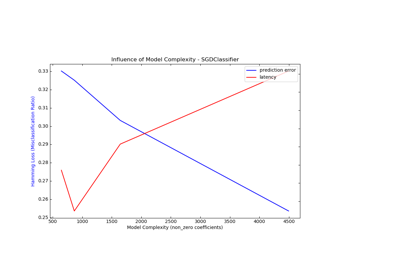 Influence of Model Complexity - SGDClassifier
prediction error
latency
0.33
0.32
0.31
0.30
0.29
0.28
0.27
0.26
0.25
Hamming Loss (Misclassification Ratio)
500 1000 1500 2000 2500 3000 3500 4000 4500
Model Complexity (non_zero coefficients)